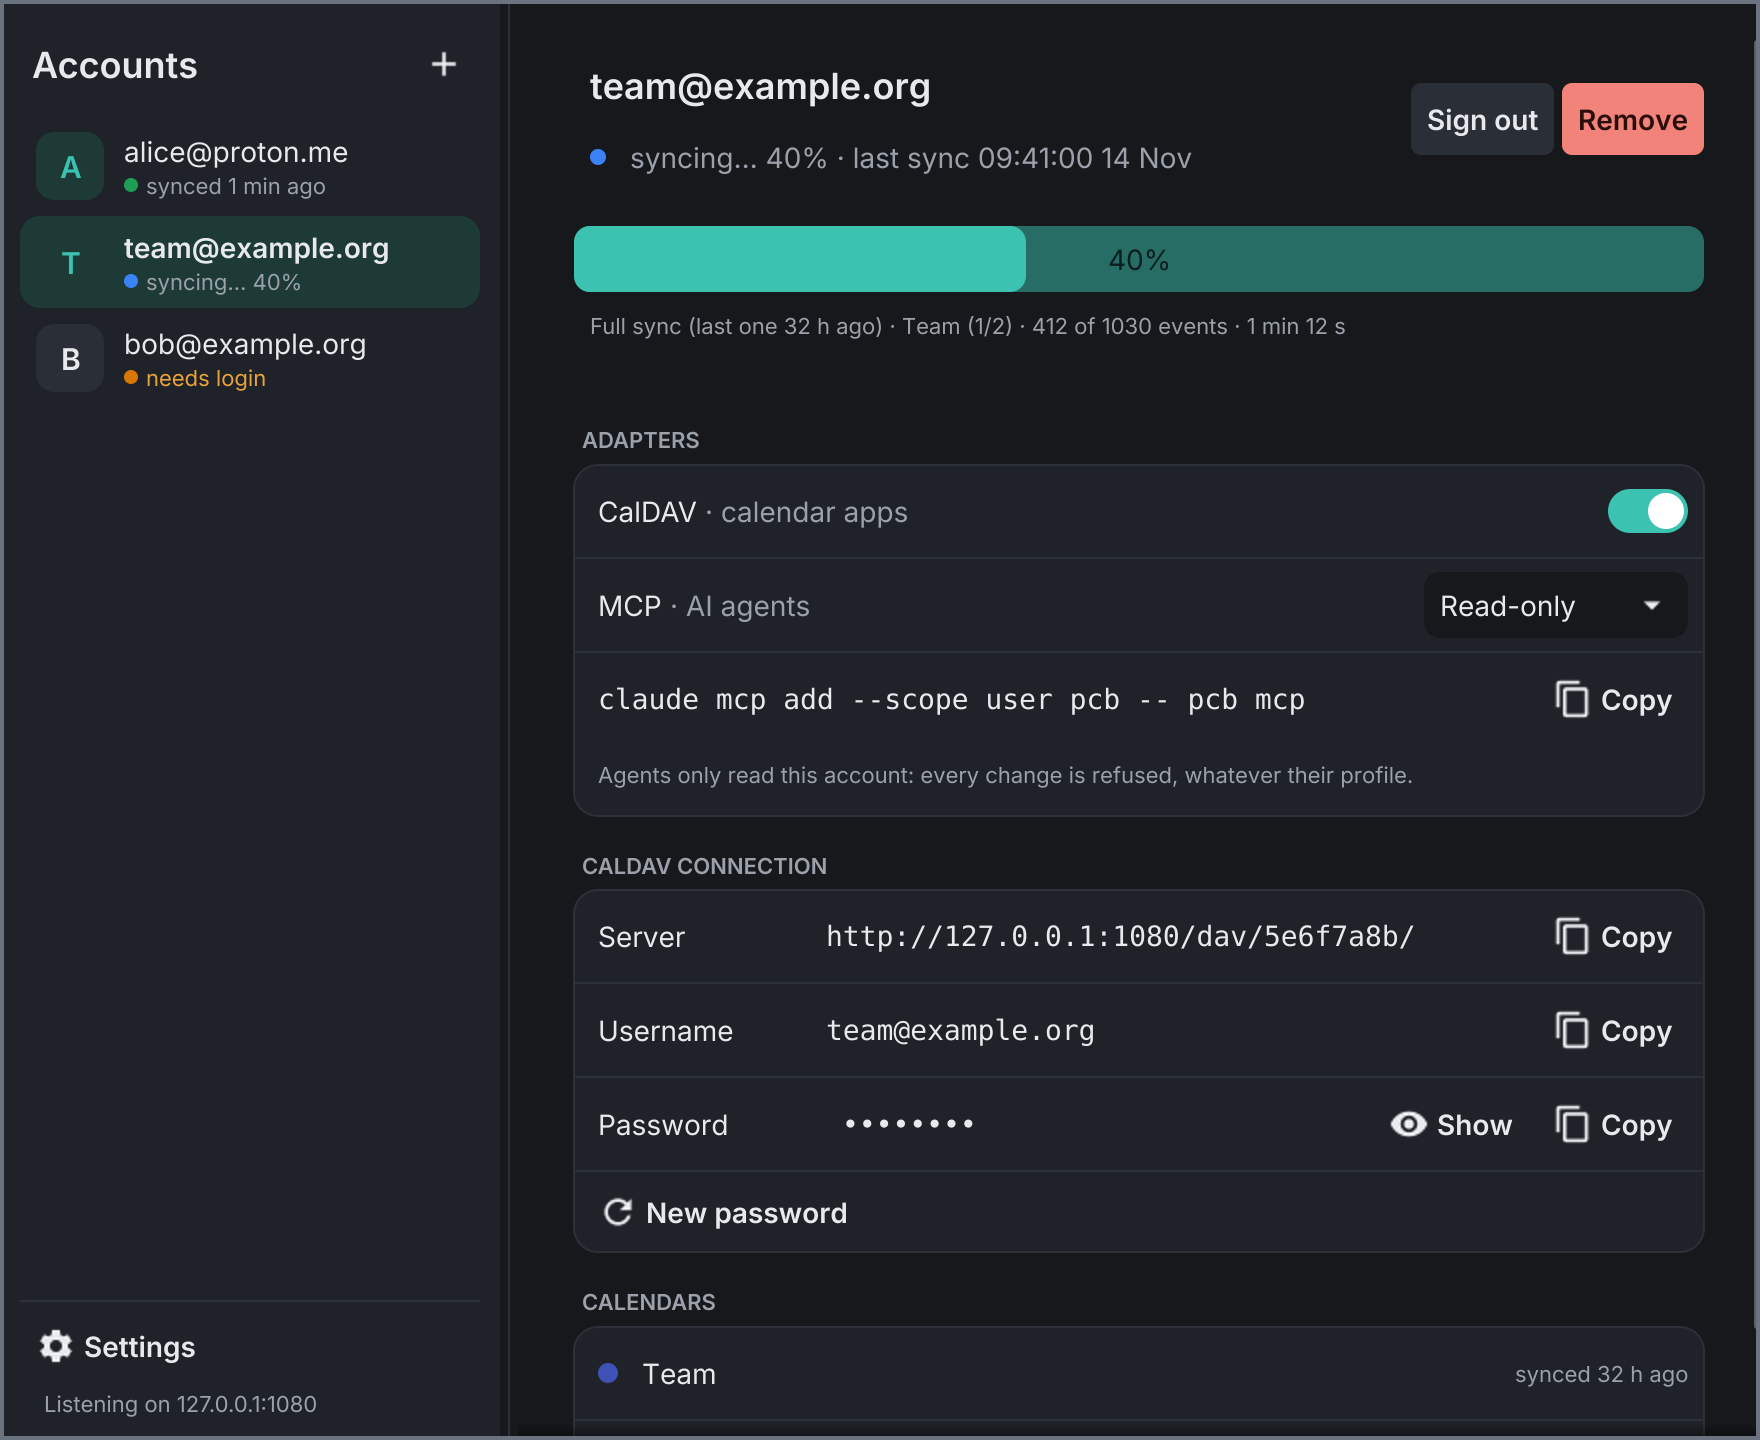 Accounts
+
A
alice@proton.me
synced 1 min ago
T
team@example.org
syncing... 40%
B
bob@example.org
needs login
Settings
Listening on 127.0.0.1:1080
team@example.org
syncing... 40% · last sync 09:41:00 14 Nov
Sign out
Remove
40%
Full sync (last one 32 h ago) · Team (1/2) · 412 of 1030 events · 1 min 12 s
ADAPTERS
CalDAV · calendar apps
MCP · AI agents
Read-only
claude mcp add --scope user pcb -- pcb mcp
Copy
Agents only read this account: every change is refused, whatever their profile.
CALDAV CONNECTION
Server
http://127.0.0.1:1080/dav/5e6f7a8b/
Copy
Username
team@example.org
Copy
Password
••••••••
Show
Copy
New password
CALENDARS
Team
synced 32 h ago